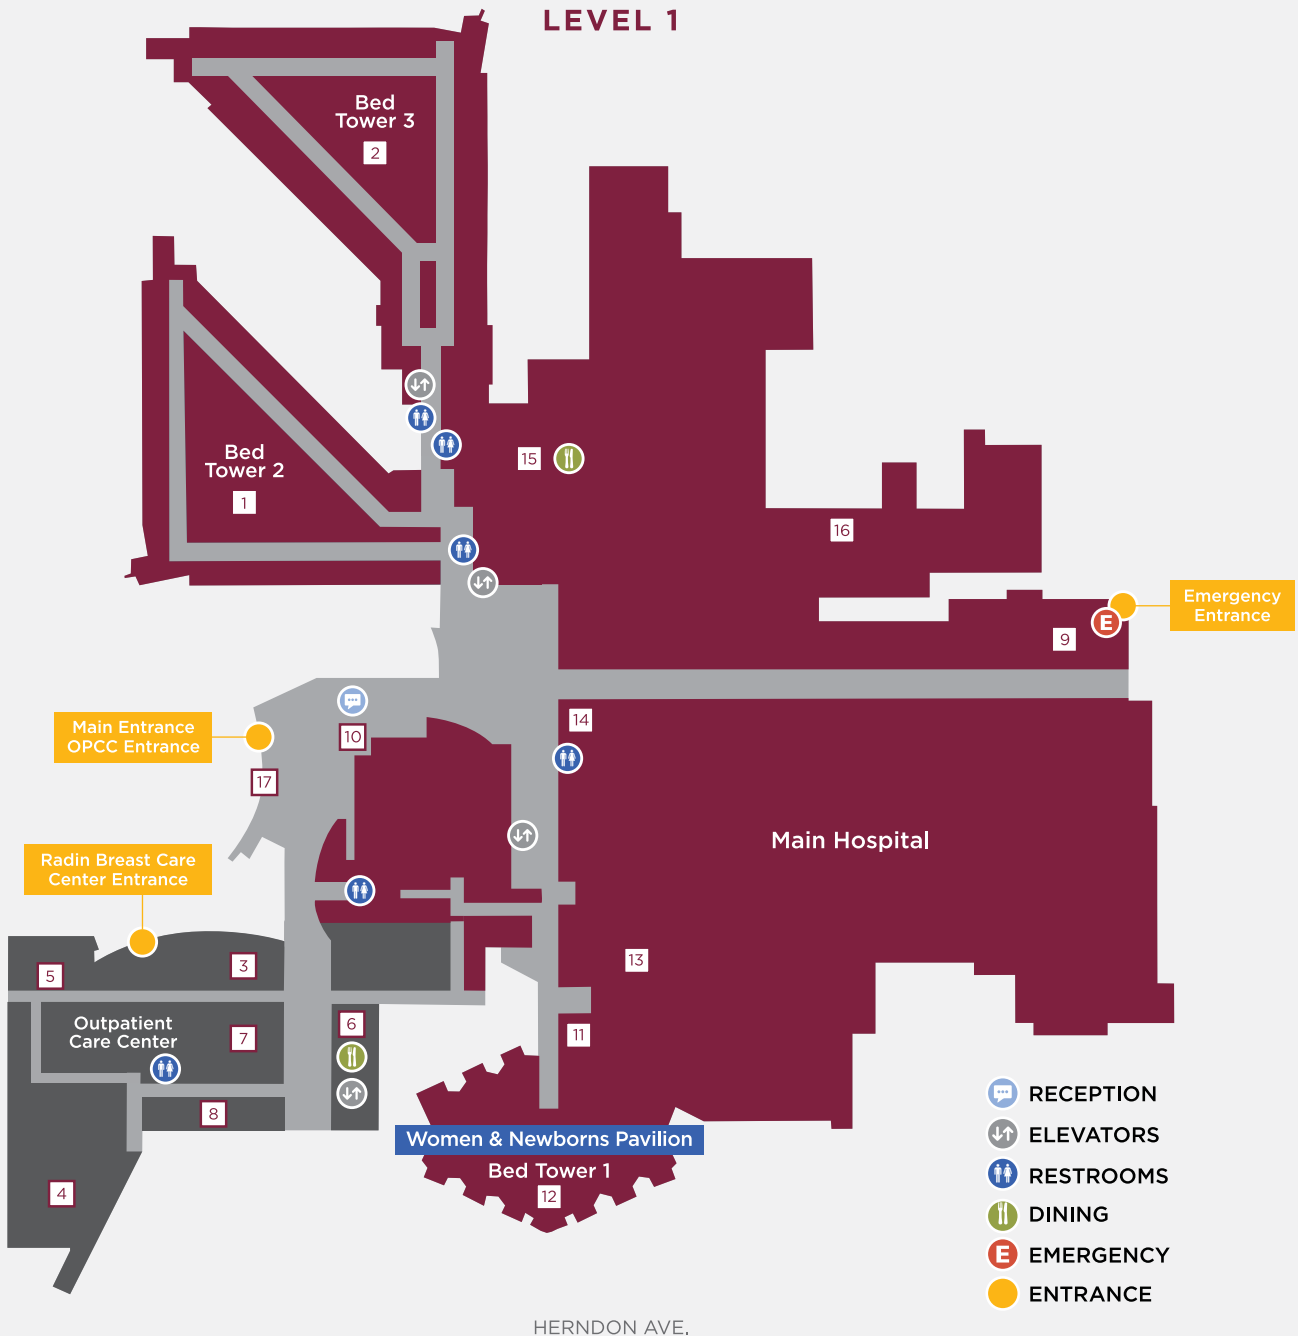 LEVEL 1
Bed
Tower 3
2
Bed
Tower 2
1
15
16
Emergency
Entrance
E
9
Main Entrance
OPCC Entrance
10
14
17
Main Hospital
Radin Breast Care
Center Entrance
5
3
13
Outpatient
Care Center
7
6
11
8
4
Women & Newborns Pavilion
Bed Tower 1
12
RECEPTION
ELEVATORS
RESTROOMS
DINING
E EMERGENCY
ENTRANCE
HERNDON AVE.